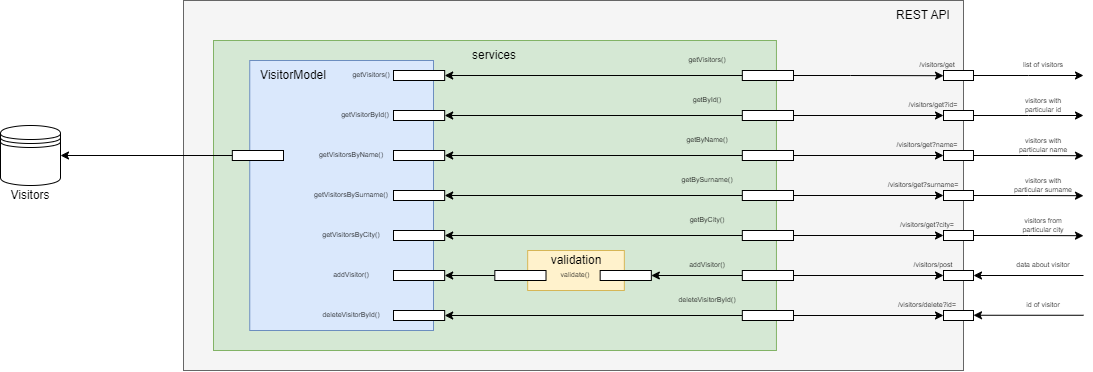 REST API
services
VisitorModel
getVisitors()
getVisitors()
/visitors/get
list of visitors
getVisitorById()
getById()
/visitors/get?id=
visitors with
particular id
getVisitorsByName()
getByName()
/visitors/get?name=
visitors with
particular name
Visitors
getVisitorsBySurname()
getBySurname()
/visitors/get?surname=
visitors with
particular surname
getVisitorsByCity()
getByCity()
/visitors/get?city=
visitors from
particular city
addVisitor()
validation
validate()
addVisitor()
/visitors/post
data about visitor
deleteVisitorById()
deleteVisitorById()
/visitors/delete?id=
id of visitor